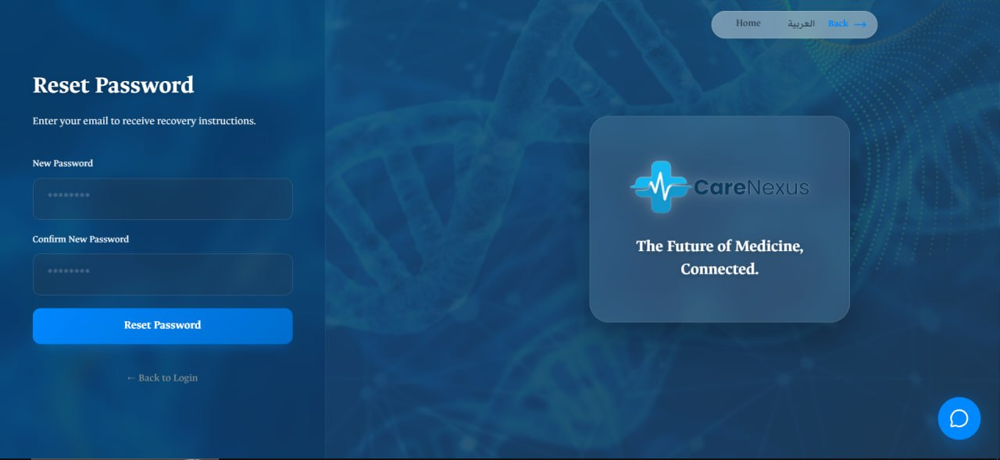 Home
العربية
Back →
Reset Password
Enter your email to receive recovery instructions.
New Password
********
Confirm New Password
********
Reset Password
← Back to Login
CareNexus
The Future of Medicine,
Connected.